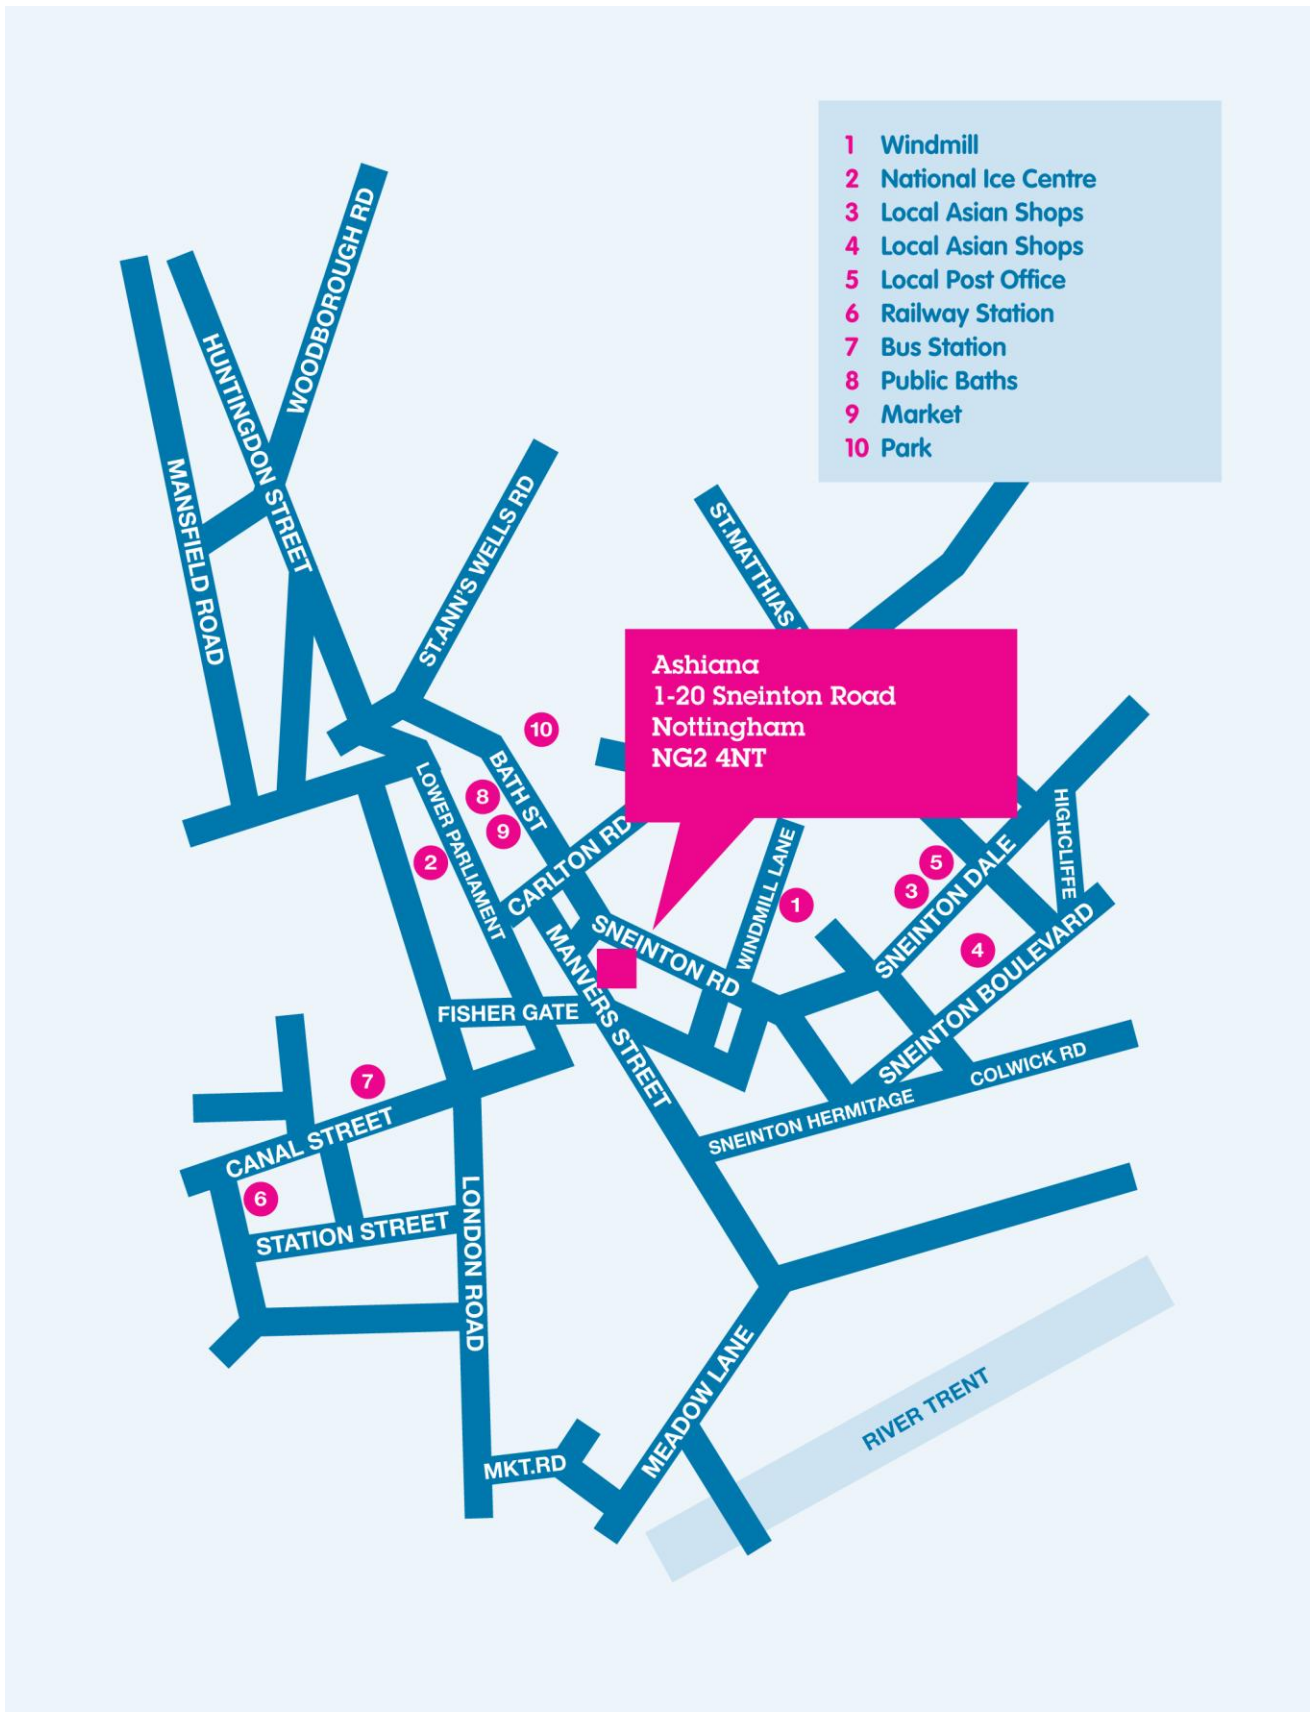 1 Windmill
2 National Ice Centre
3 Local Asian Shops
4 Local Asian Shops
5 Local Post Office
6 Railway Station
7 Bus Station
8 Public Baths
9 Market
10 Park
WOODBOROUGH RD
HUNTINGDON STREET
MANSFIELD ROAD
ST.ANN'S WELLS RD
ST.MATTHIAS
Ashiana
1-20 Sneinton Road
Nottingham
NG2 4NT
10
BATH ST
LOWER PARLIAMENT
8
9
2
CARLTON RD
HIGHCLIFFE
WINDMILL LANE
1
5
3
SNEINTON DALE
4
SNEINTON RD
MANVERS STREET
SNEINTON BOULEVARD
FISHER GATE
COLWICK RD
SNEINTON HERMITAGE
7
CANAL STREET
6
STATION STREET
LONDON ROAD
MEADOW LANE
RIVER TRENT
MKT.RD